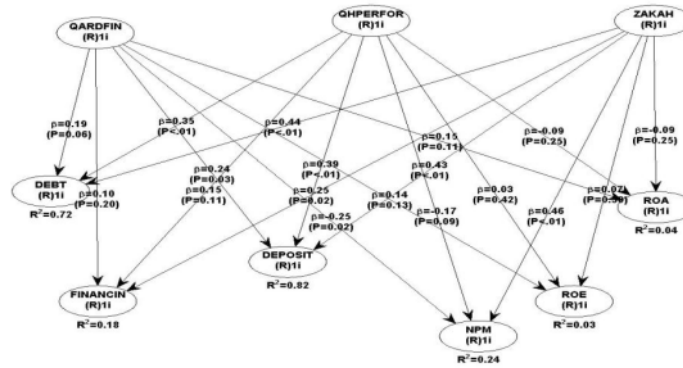 QARDFIN
(R)1i
QHPERFOR
(R)1i
ZAKAH
(R)1i
β=0.19
(P=0.06)
β=0.35
(P<.01)
β=0.44
(P<.01)
β=0.15
(P=0.11)
β=-0.09
(P=0.25)
β=-0.09
(P=0.25)
β=0.24
(P=0.03)
β=0.39
(P<.01)
β=0.43
(P<.01)
DEBT
(R)1i
R²=0.72
β=0.10
(P=0.20)
β=0.15
(P=0.11)
β=0.25
(P=0.02)
β=0.14
(P=0.13)
β=0.03
(P=0.42)
β=0.07
ROA
(R)1i
R²=0.04
β=-0.25
(P=0.02)
β=-0.17
(P=0.09)
β=0.46
(P<.01)
DEPOSIT
(R)1i
R²=0.82
FINANCIN
(R)1i
R²=0.18
ROE
(R)1i
R²=0.03
NPM
(R)1i
R²=0.24